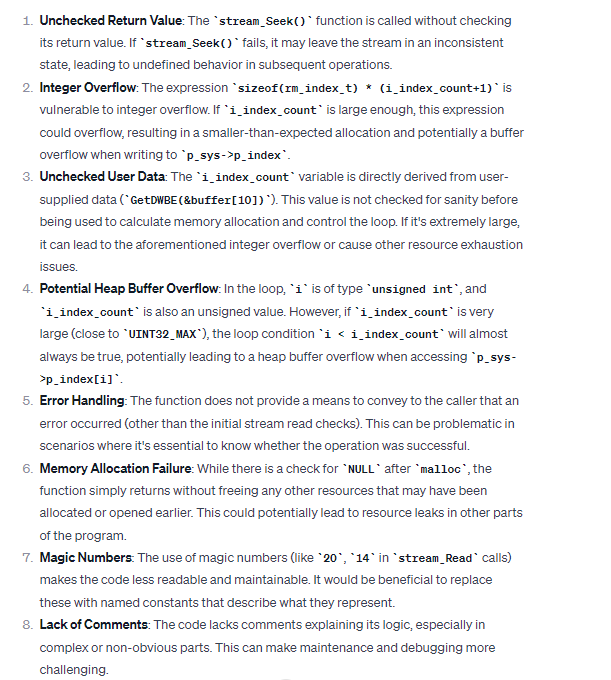 1. Unchecked Return Value: The `stream_Seek()` function is called without checking
its return value. If `stream_Seek()` fails, it may leave the stream in an inconsistent
state, leading to undefined behavior in subsequent operations.
2. Integer Overflow: The expression `sizeof(rm_index_t) * (i_index_count+1)` is
vulnerable to integer overflow. If `i_index_count` is large enough, this expression
could overflow, resulting in a smaller-than-expected allocation and potentially a buffer
overflow when writing to `p_sys->p_index`.
3. Unchecked User Data: The `i_index_count` variable is directly derived from user-
supplied data (`GetDWBE(&buffer[10])`). This value is not checked for sanity before
being used to calculate memory allocation and control the loop. If it's extremely large,
it can lead to the aforementioned integer overflow or cause other resource exhaustion
issues.
4. Potential Heap Buffer Overflow: In the loop, `i` is of type `unsigned int`, and
`i_index_count` is also an unsigned value. However, if `i_index_count` is very
large (close to `UINT32_MAX`), the loop condition `i < i_index_count` will almost
always be true, potentially leading to a heap buffer overflow when accessing `p_sys-
>p_index[i]`.
5. Error Handling: The function does not provide a means to convey to the caller that an
error occurred (other than the initial stream read checks). This can be problematic in
scenarios where it's essential to know whether the operation was successful.
6. Memory Allocation Failure: While there is a check for `NULL` after `malloc`, the
function simply returns without freeing any other resources that may have been
allocated or opened earlier. This could potentially lead to resource leaks in other parts
of the program.
7. Magic Numbers: The use of magic numbers (like `20`, `14` in `stream_Read` calls)
makes the code less readable and maintainable. It would be beneficial to replace
these with named constants that describe what they represent.
8. Lack of Comments: The code lacks comments explaining its logic, especially in
complex or non-obvious parts. This can make maintenance and debugging more
challenging.